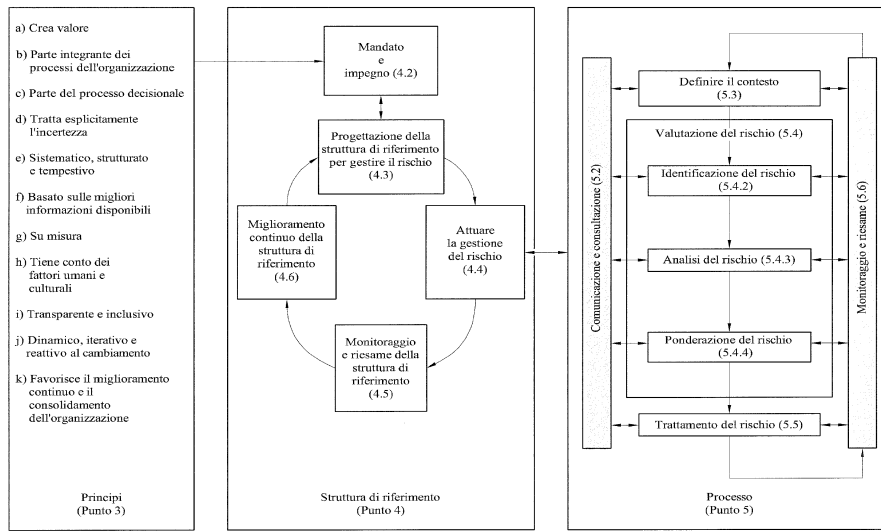 a) Crea valore
b) Parte integrante dei
processi dell'organizzazione
c) Parte del processo decisionale
d) Tratta esplicitamente
l'incertezza
e) Sistematico, strutturato
e tempestivo
f) Basato sulle migliori
informazioni disponibili
g) Su misura
h) Tiene conto dei
fattori umani e
culturali
i) Transparente e inclusivo
j) Dinamico, iterativo e
reattivo al cambiamento
k) Favorisce il miglioramento
continuo e il
consolidamento
dell'organizzazione
Principi
(Punto 3)
Mandato
e
impegno (4.2)
Progettazione della
struttura di riferimento
per gestire il rischio
(4.3)
Miglioramento
continuo della
struttura di
riferimento
(4.6)
Attuare
la gestione
del rischio
(4.4)
Monitoraggio
e riesame della
struttura di
riferimento
(4.5)
Struttura di riferimento
(Punto 4)
Comunicazione e consultazione (5.2)
Definire il contesto
(5.3)
Valutazione del rischio (5.4)
Identificazione del rischio
(5.4.2)
Analisi del rischio (5.4.3)
Ponderazione del rischio
(5.4.4)
Trattamento del rischio (5.5)
Monitoraggio e riesame (5.6)
Processo
(Punto 5)